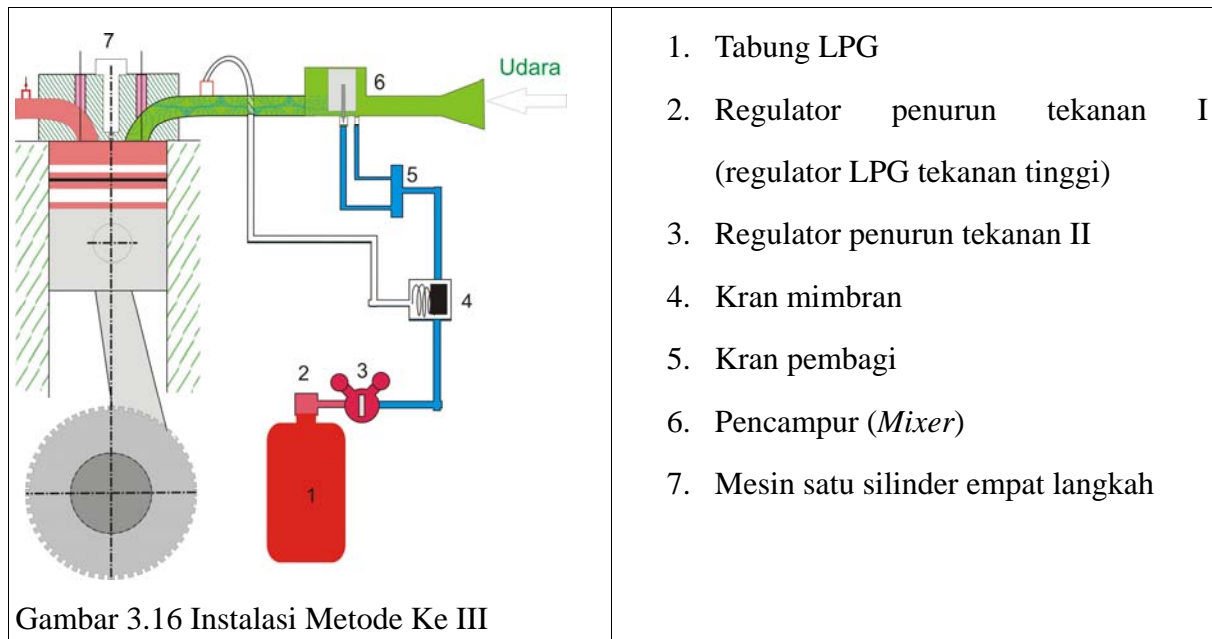 7
6
Udara
5
4
2
3
1
Gambar 3.16 Instalasi Metode Ke III
1. Tabung LPG
2. Regulator penurun tekanan I
(regulator LPG tekanan tinggi)
3. Regulator penurun tekanan II
4. Kran mimbran
5. Kran pembagi
6. Pencampur (Mixer)
7. Mesin satu silinder empat langkah